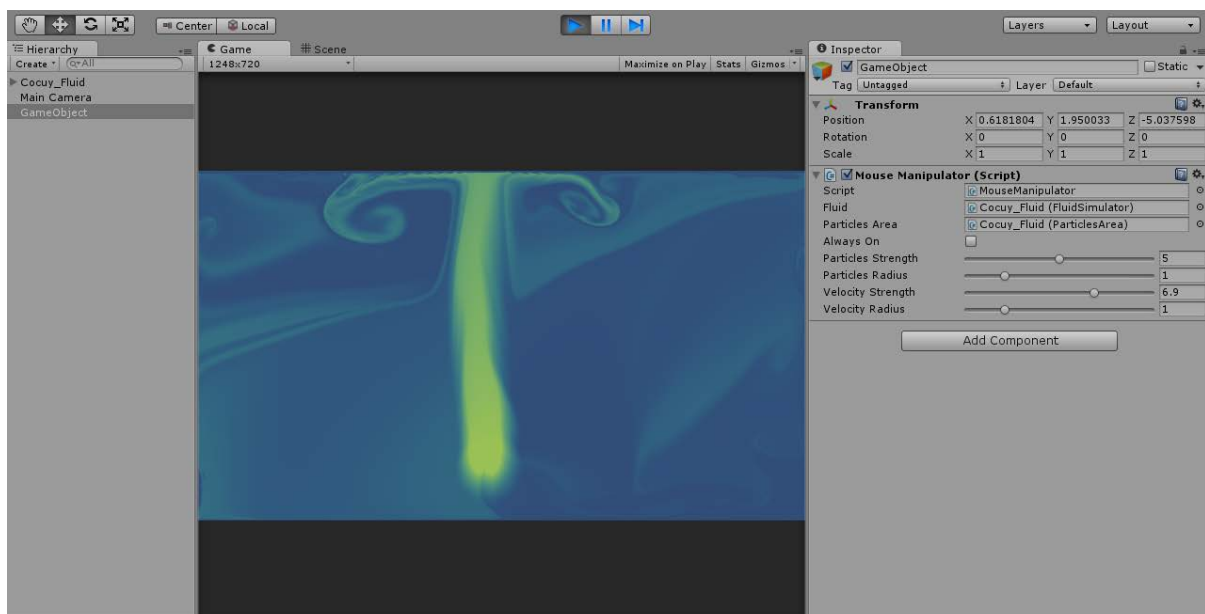 Center Local Layers Layout
Hierarchy Game Scene Inspector
Create All 1248x720 Maximize on Play Stats Gizmos GameObject Static
Cocuy_Fluid Tag Untagged Layer Default
Main Camera Transform
GameObject Position X 0.6181804 Y 1.950033 Z -5.037598
Rotation X 0 Y 0 Z 0
Scale X 1 Y 1 Z 1
Mouse Manipulator (Script)
Script MouseManipulator
Fluid Cocuy_Fluid (FluidSimulator)
Particles Area Cocuy_Fluid (ParticlesArea)
Always On
Particles Strength 5
Particles Radius 1
Velocity Strength 6.9
Velocity Radius 1
Add Component